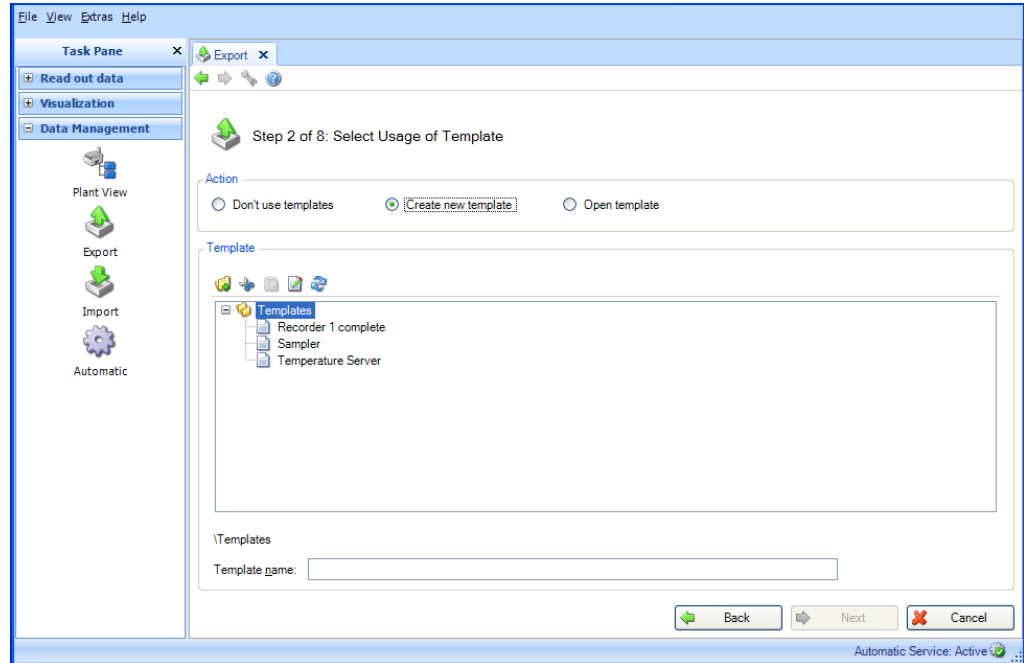 File View Extras Help
Task Pane
Read out data
Visualization
Data Management
Plant View
Export
Import
Automatic
Export
Step 2 of 8: Select Usage of Template
Action
Don't use templates Create new template Open template
Template
Templates
Recorder 1 complete
Sampler
Temperature Server
\Templates
Template name:
Back Next Cancel
Automatic Service: Active